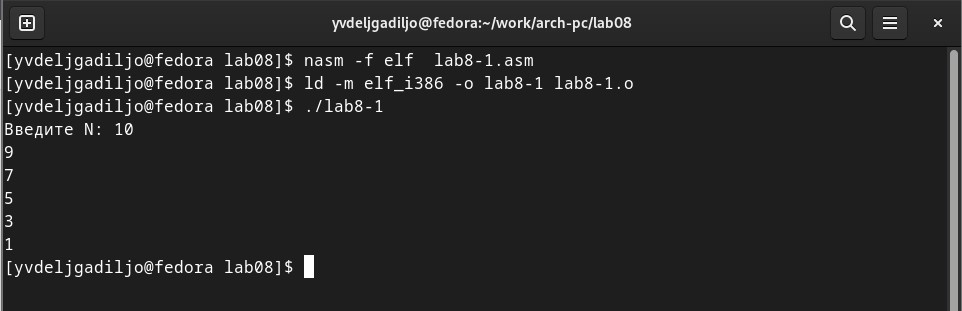 yvdeljgadiljo@fedora:~/work/arch-pc/lab08
[yvdeljgadiljo@fedora lab08]$ nasm -f elf  lab8-1.asm
[yvdeljgadiljo@fedora lab08]$ ld -m elf_i386 -o lab8-1 lab8-1.o
[yvdeljgadiljo@fedora lab08]$ ./lab8-1
Введите N: 10
9
7
5
3
1
[yvdeljgadiljo@fedora lab08]$